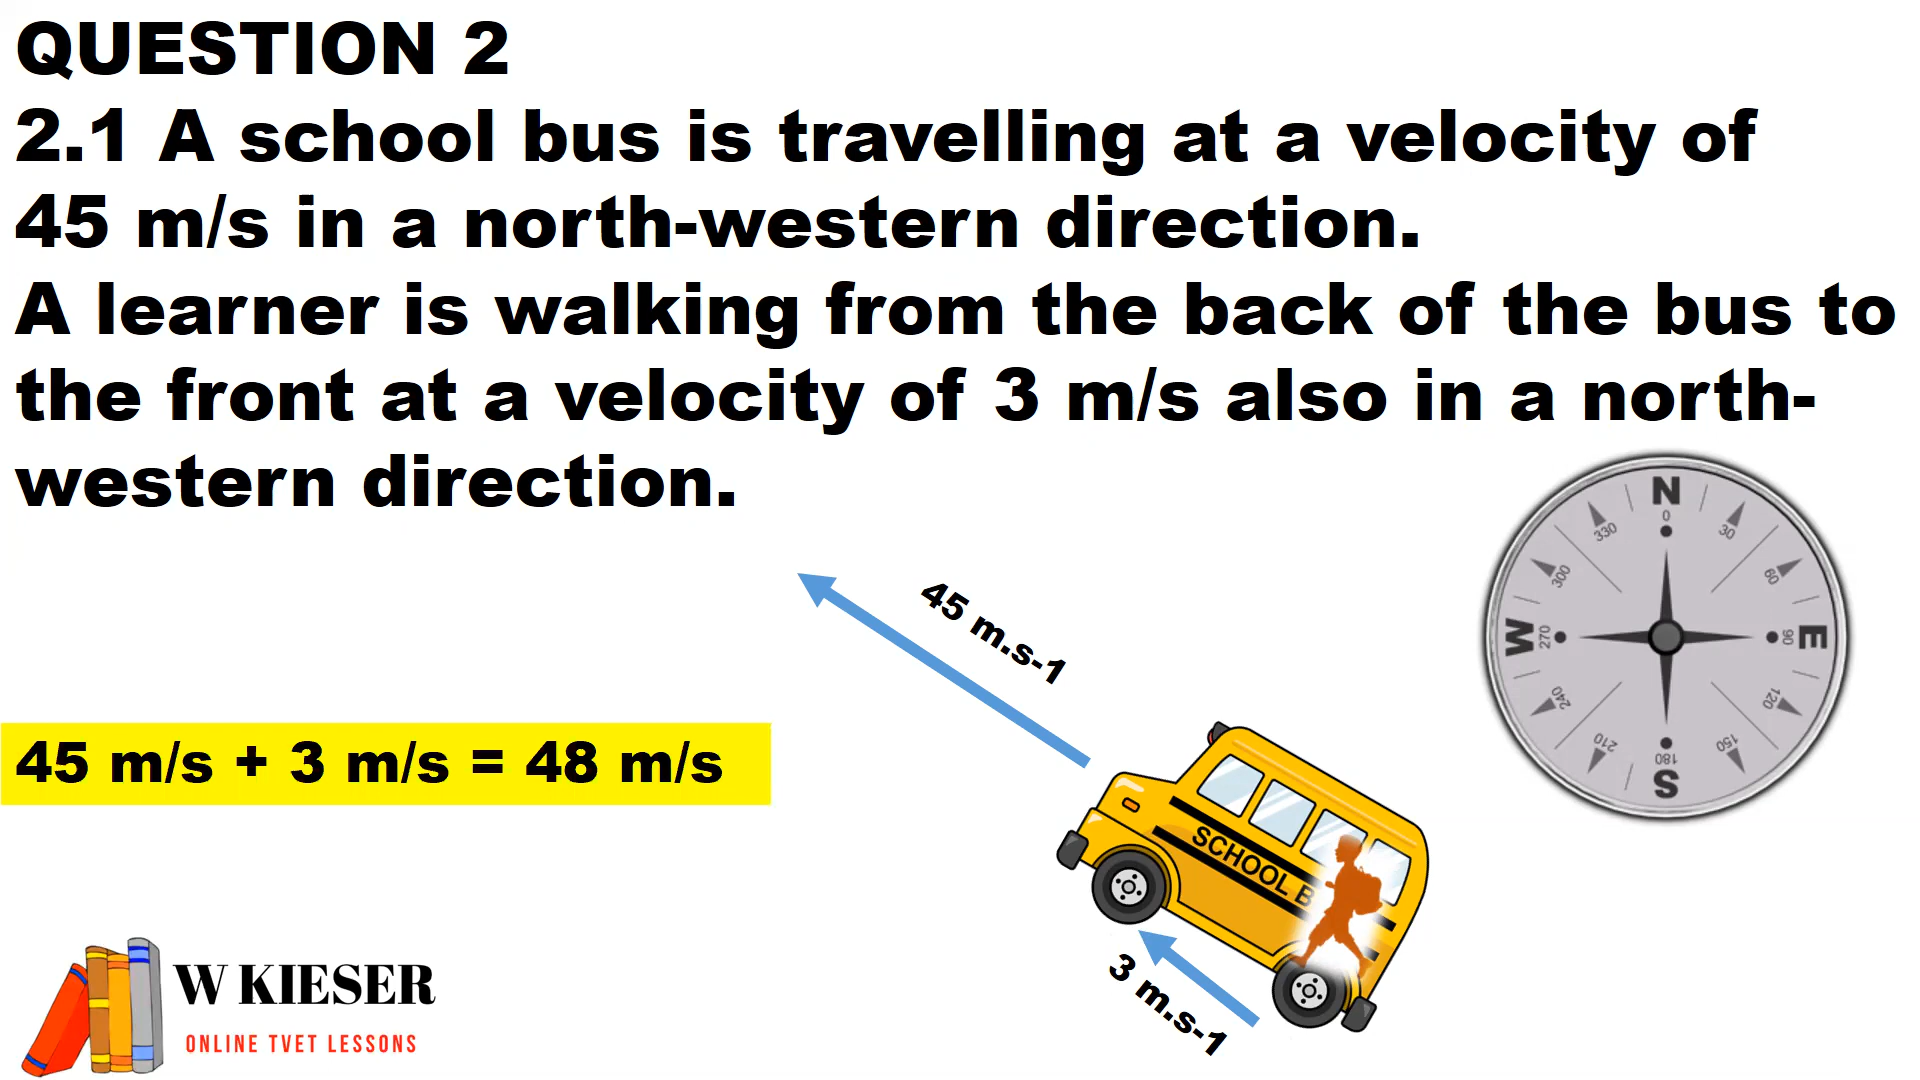 QUESTION 2
2.1 A school bus is travelling at a velocity of
45 m/s in a north-western direction.
A learner is walking from the back of the bus to
the front at a velocity of 3 m/s also in a north-
western direction.
N
0
30
60
E
90
120
150
S
180
210
240
W
270
300
330
45 m.s-1
45 m/s + 3 m/s = 48 m/s
SCHOOL B
3 m.s-1
W KIESER
ONLINE TVET LESSONS